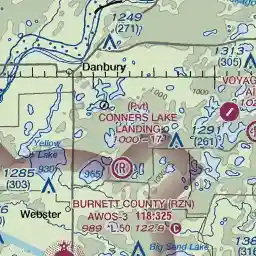 1249
(271)
Danbury
1313
(305)
VOYAG
(Pvt)
CONNERS LAKE
LANDING
1000 - 17
1291
(261)
Yellow
Lake
930
1285
(303)
955
(R)
BURNETT COUNTY (RZN)
AWOS-3 118.325
Webster
989 *L 50 122.8 C
Big Sand Lake